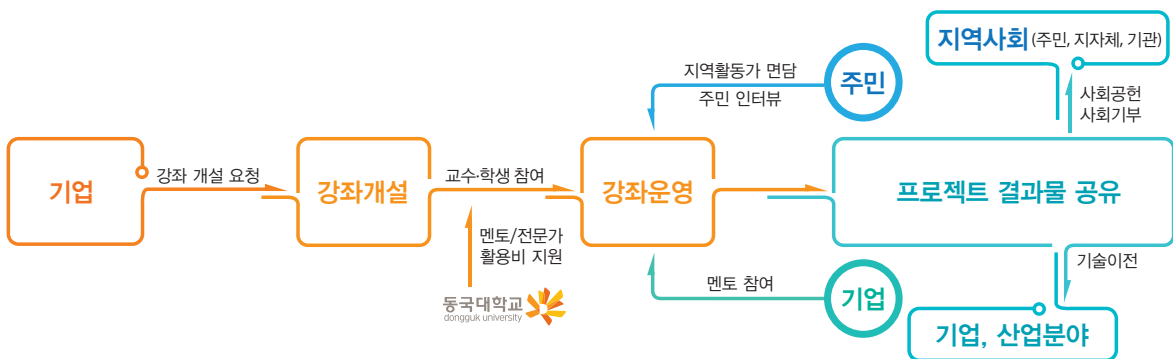 기업
강좌 개설 요청
강좌개설
교수·학생 참여
멘토/전문가
활용비 지원
동국대학교
dongguk university
강좌운영
지역활동가 면담
주민 인터뷰
주민
멘토 참여
기업
프로젝트 결과물 공유
지역사회 (주민, 지자체, 기관)
사회공헌
사회기부
기술이전
기업, 산업분야